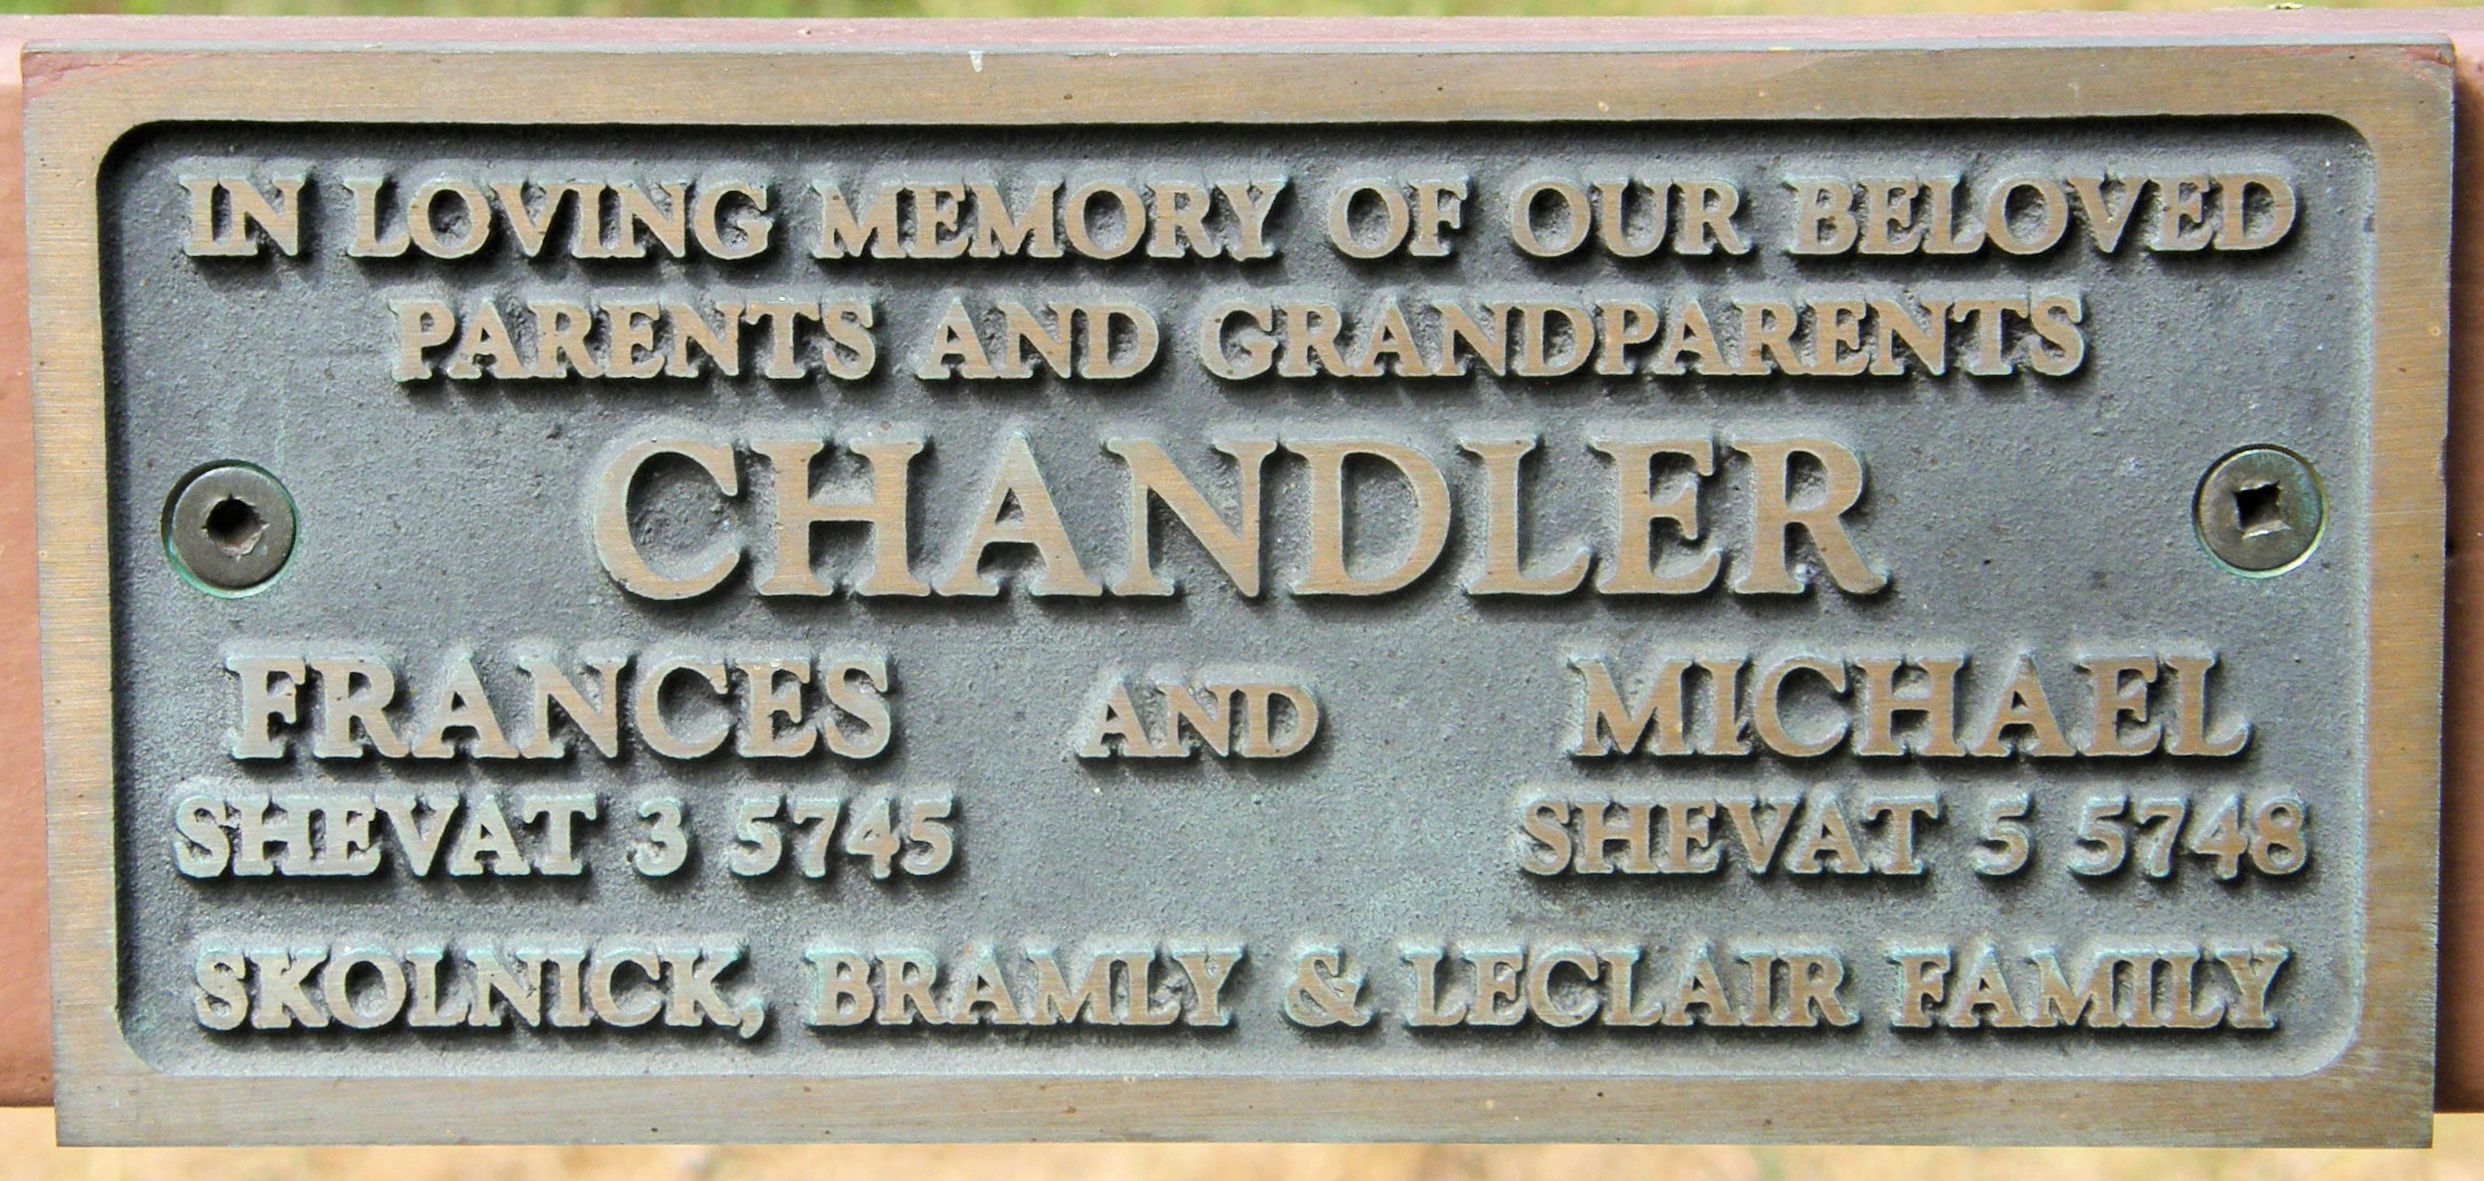 IN LOVING MEMORY OF OUR BELOVED
PARENTS AND GRANDPARENTS
CHANDLER
FRANCES AND MICHAEL
SHEVAT 3 5745 SHEVAT 5 5748
SKOLNICK, BRAMLY & LECLAIR FAMILY